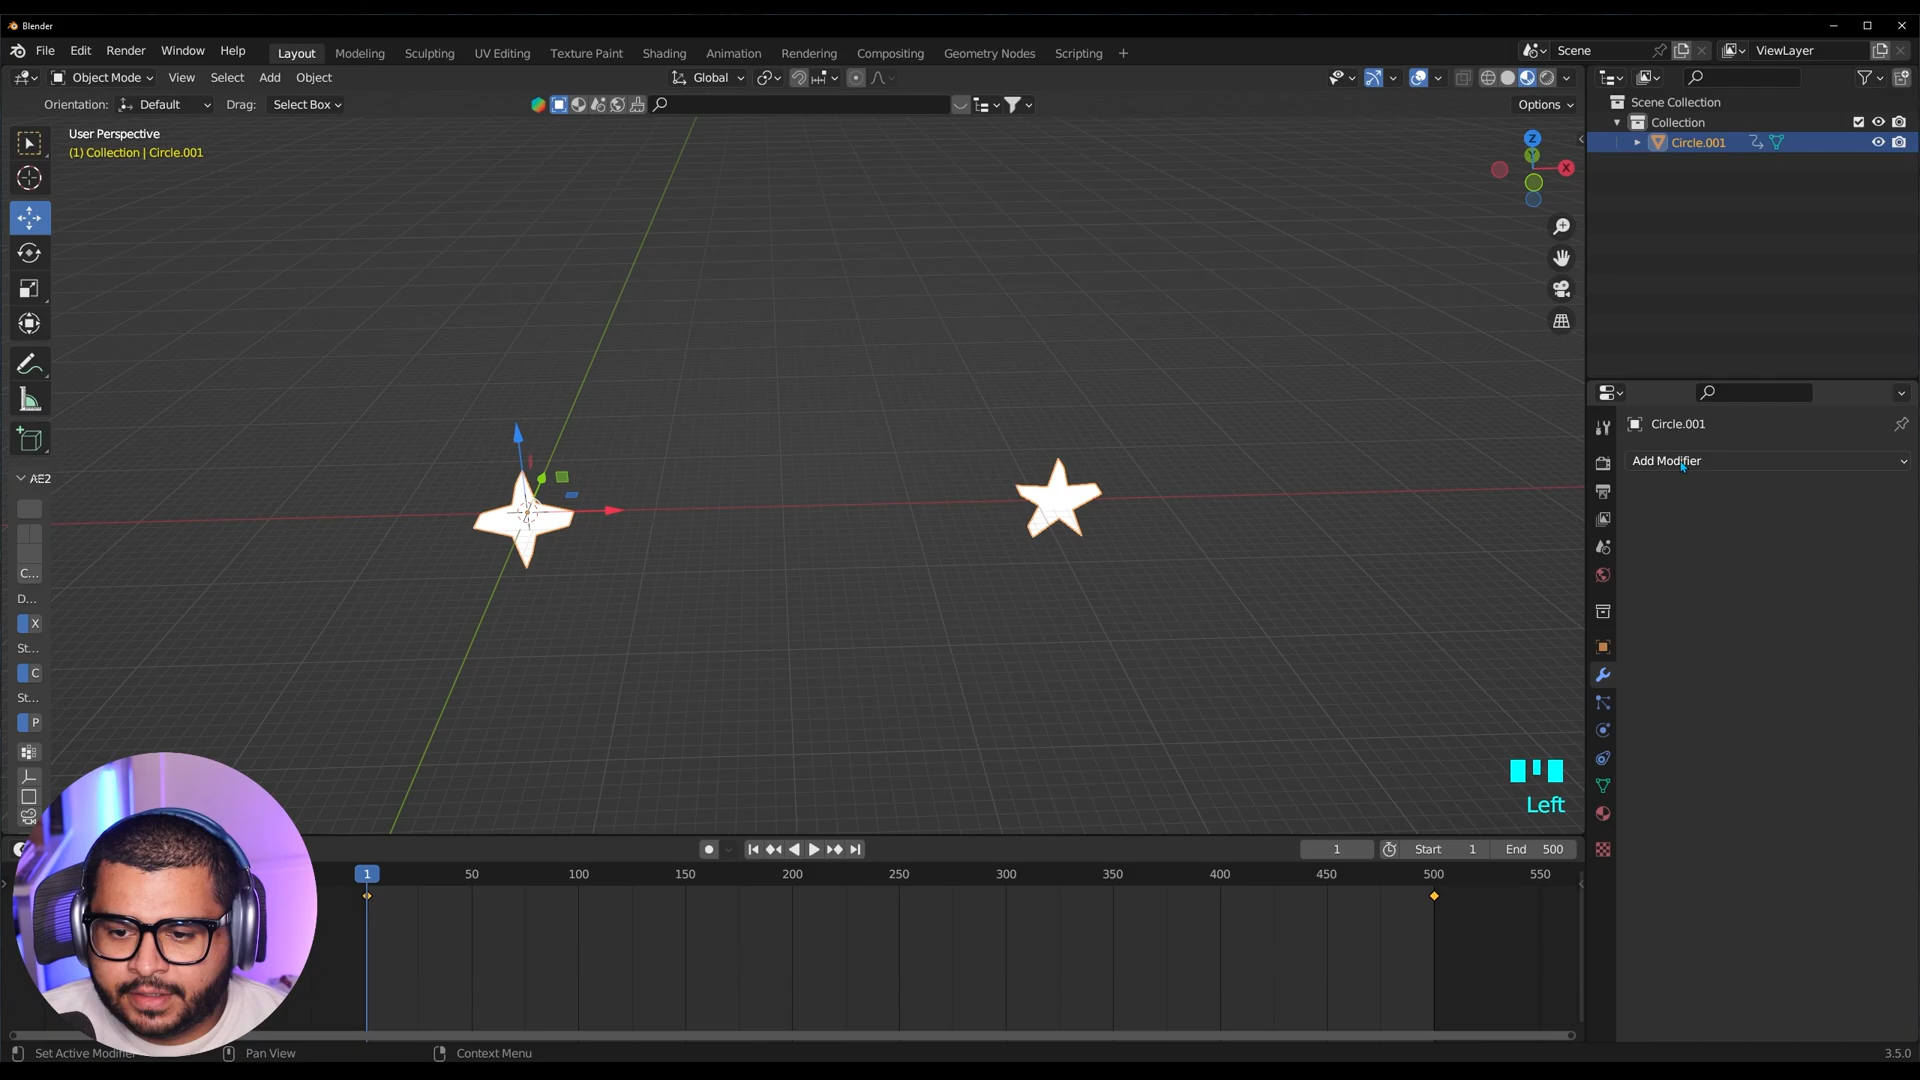 Blender
File Edit Render Window Help
Layout Modeling Sculpting UV Editing Texture Paint Shading Animation Rendering Compositing Geometry Nodes Scripting +
Scene
ViewLayer
Object Mode View Select Add Object
Global
Orientation: Default Drag: Select Box
Options
User Perspective
(1) Collection | Circle.001
Scene Collection
Collection
Circle.001
Z
Y
X
Circle.001
Add Modifier
AE2
C...
D...
X
St...
C
St...
P
Left
1
Start 1
End 500
1 50 100 150 200 250 300 350 400 450 500 550
Set Active Modifier
Pan View
Context Menu
3.5.0